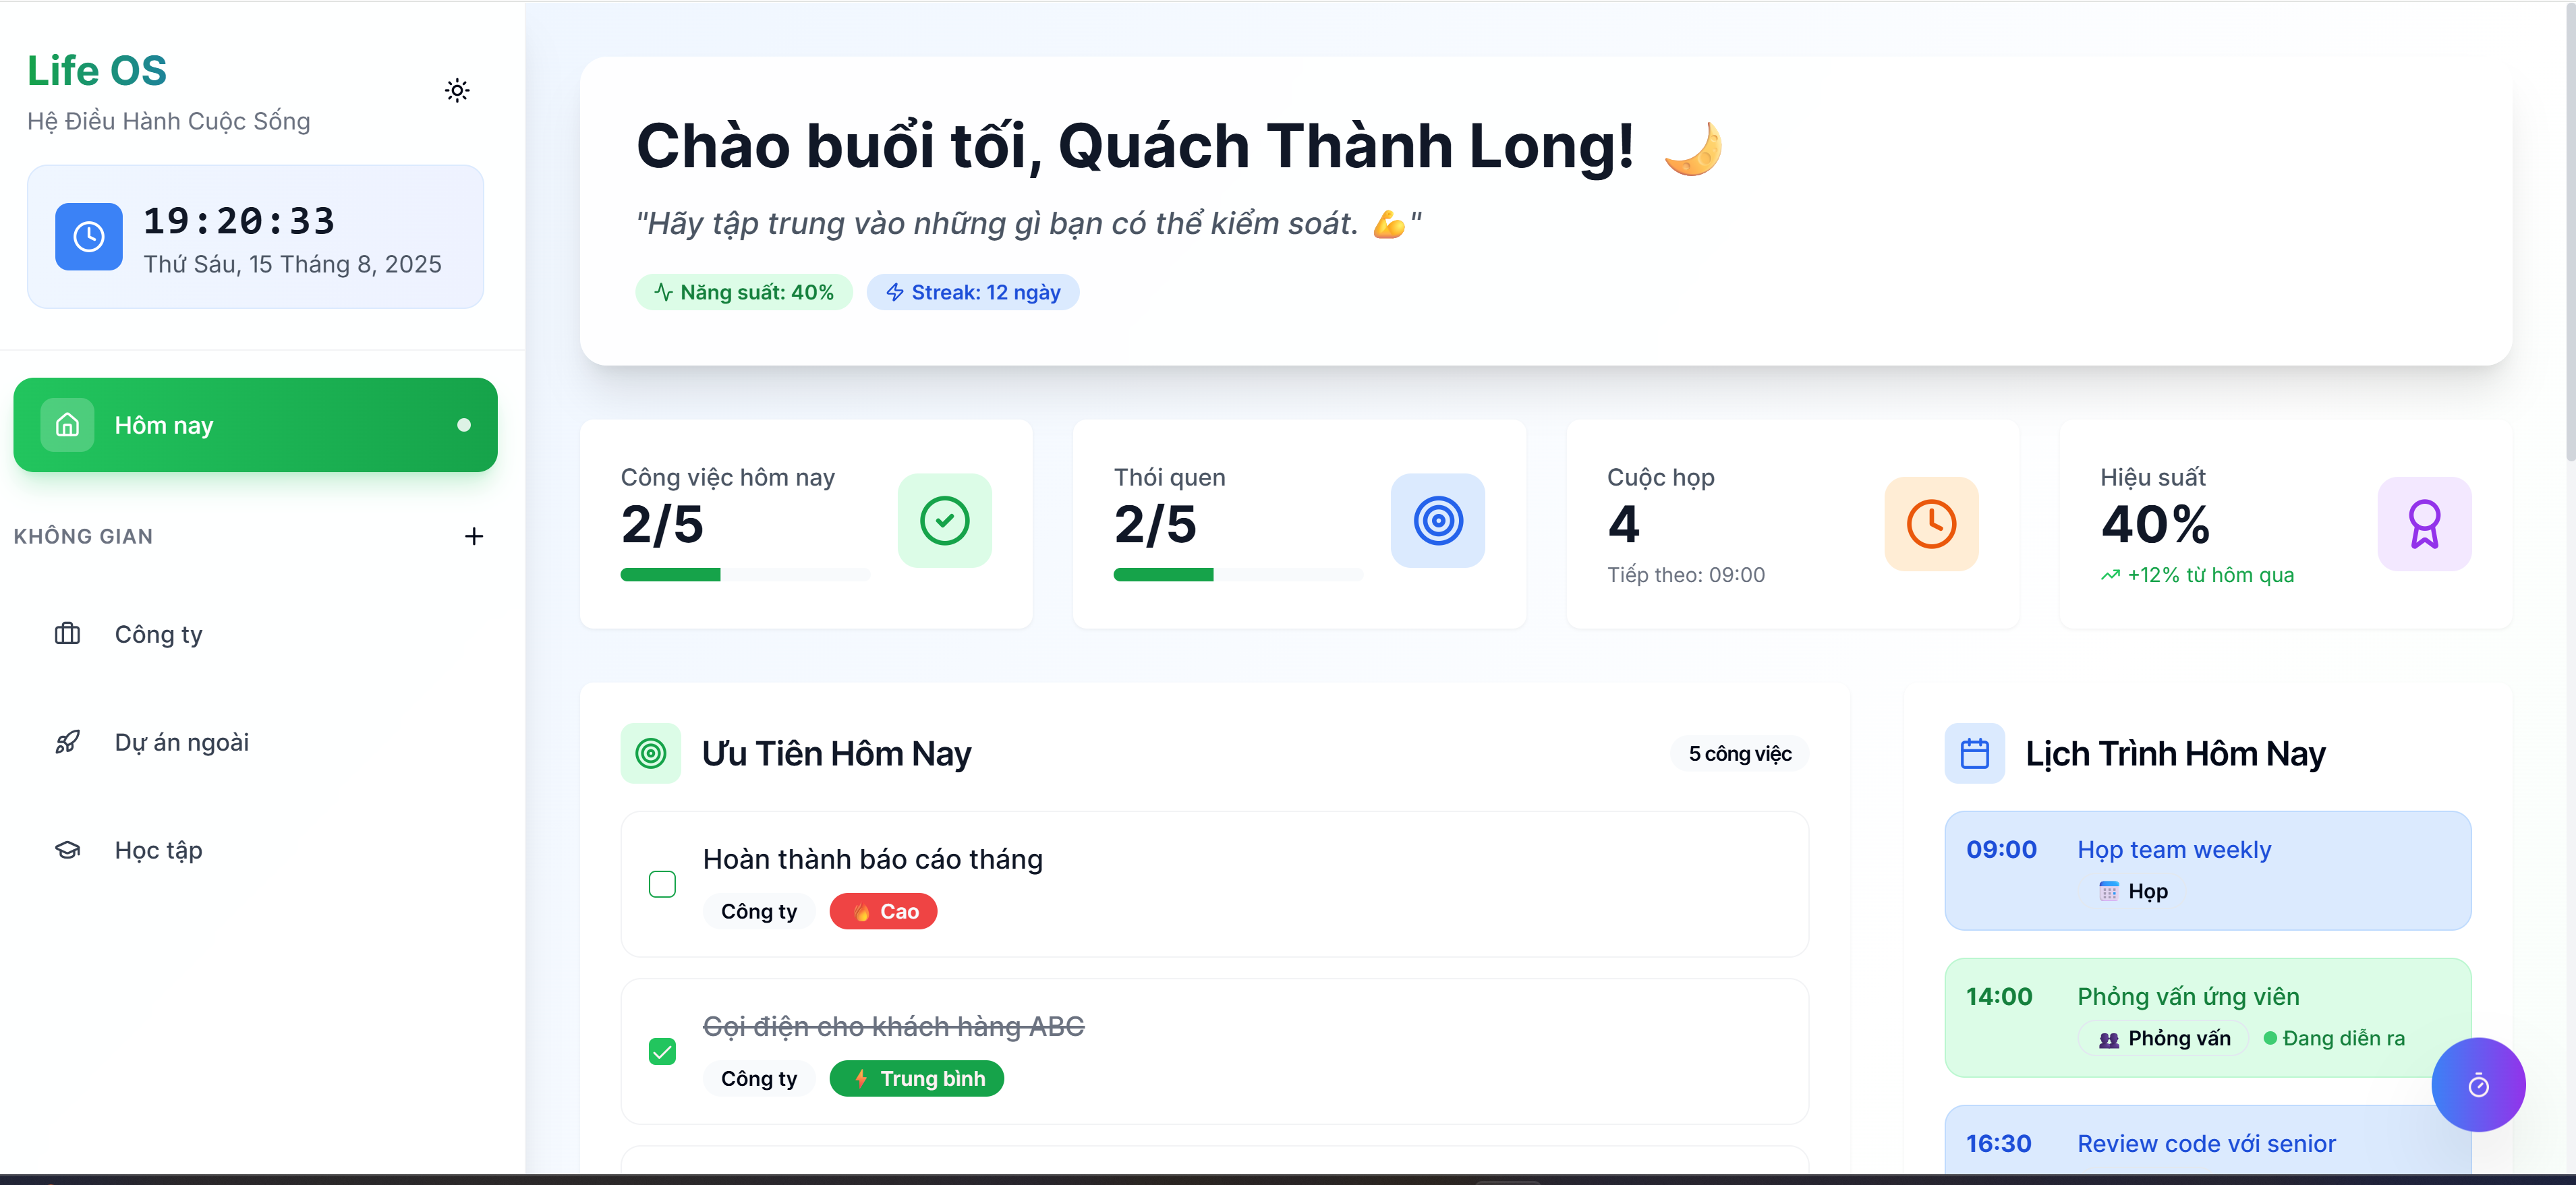 Life OS
Hệ Điều Hành Cuộc Sống
19:20:33
Thứ Sáu, 15 Tháng 8, 2025
Hôm nay
KHÔNG GIAN
Công ty
Dự án ngoài
Học tập
Chào buổi tối, Quách Thành Long! 🌙
"Hãy tập trung vào những gì bạn có thể kiểm soát. 💪"
Năng suất: 40%
Streak: 12 ngày
Công việc hôm nay
2/5
Thói quen
2/5
Cuộc họp
4
Tiếp theo: 09:00
Hiệu suất
40%
+12% từ hôm qua
Ưu Tiên Hôm Nay
5 công việc
Hoàn thành báo cáo tháng
Công ty
🔥 Cao
Gọi điện cho khách hàng ABC
Công ty
⚡ Trung bình
Lịch Trình Hôm Nay
09:00 Họp team weekly
📅 Họp
14:00 Phỏng vấn ứng viên
👥 Phỏng vấn
Đang diễn ra
16:30 Review code với senior